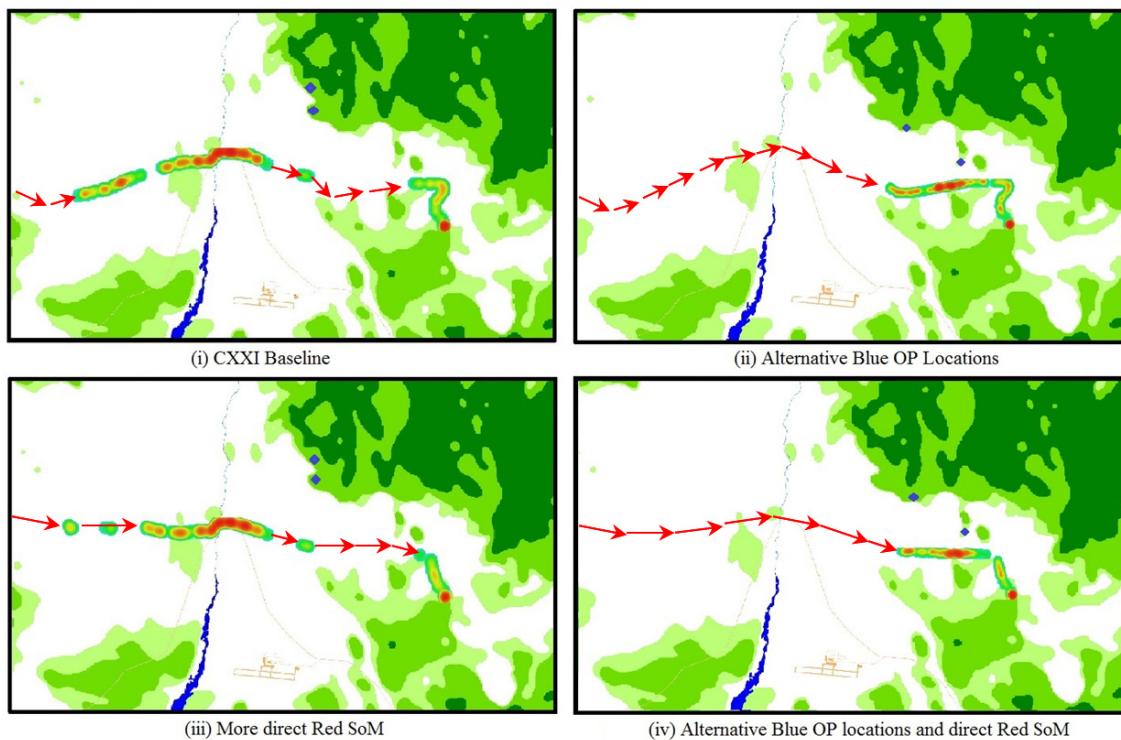 (i) CXXI Baseline
(ii) Alternative Blue OP Locations
(iii) More direct Red SoM
(iv) Alternative Blue OP locations and direct Red SoM